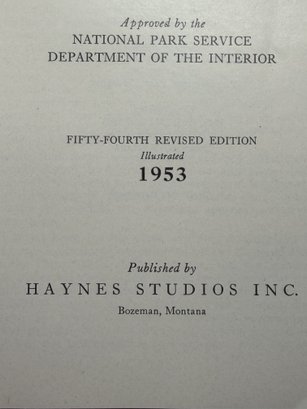 Approved by the
NATIONAL PARK SERVICE
DEPARTMENT OF THE INTERIOR
FIFTY-FOURTH REVISED EDITION
Illustrated
1953
Published by
HAYNES STUDIOS INC.
Bozeman, Montana